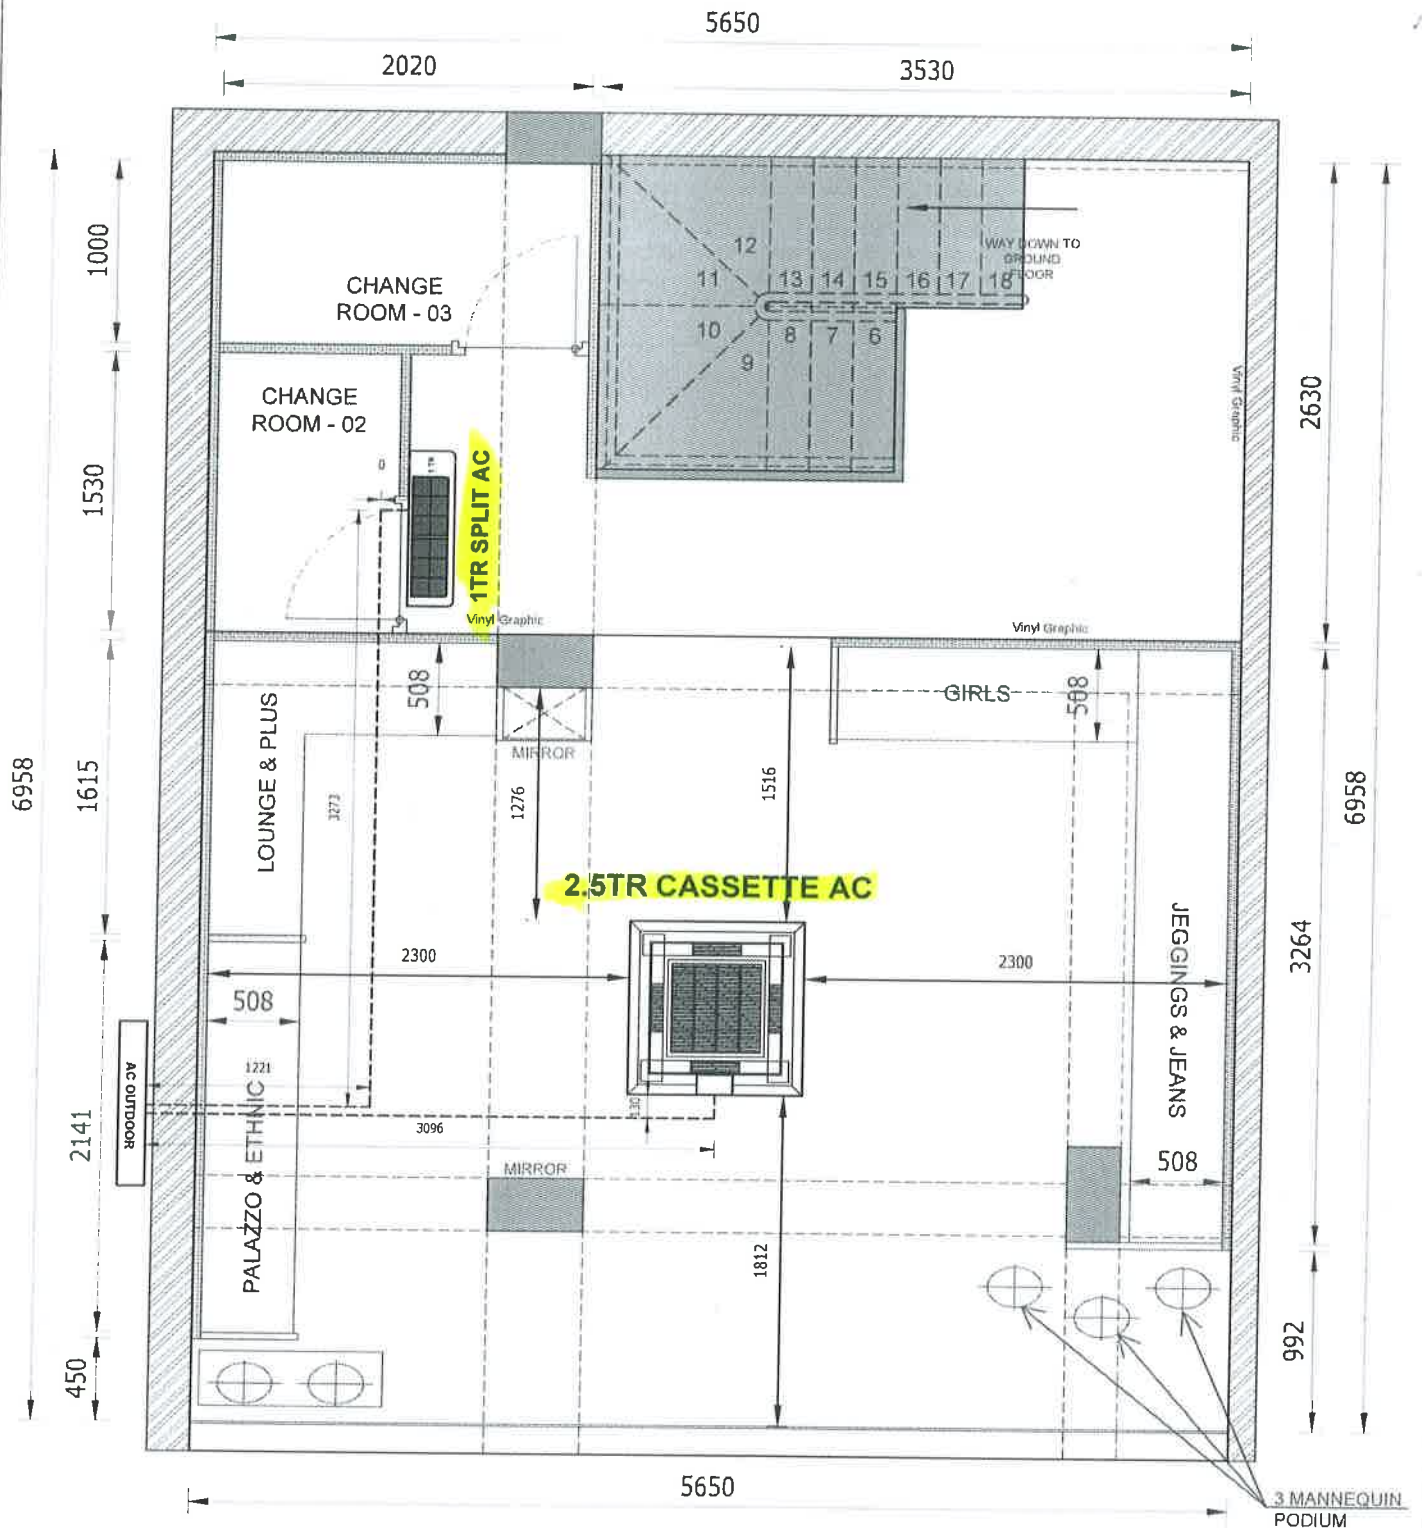 5650
2020
3530
1000
CHANGE
ROOM - 03
12
11
13
14
15
16
17
18
WAY DOWN TO
GROUND
FLOOR
10
9
8
7
6
CHANGE
ROOM - 02
1530
0
1 TR
1TR SPLIT AC
Vinyl Graphic
2630
Vinyl Graphic
Vinyl Graphic
6958
1615
LOUNGE & PLUS
508
MIRROR
3273
1276
1516
GIRLS
508
6958
3264
2.5TR CASSETTE AC
2300
2300
JEGGINGS & JEANS
508
1221
AC OUTDOOR
2141
PALAZZO & ETHNIC
130
3096
MIRROR
508
1812
450
992
5650
3 MANNEQUIN
PODIUM